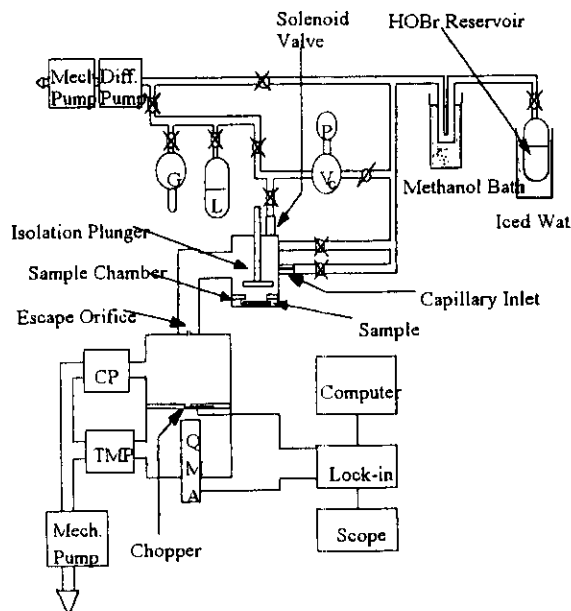 Solenoid
Valve
HOBr Reservoir
Mech.
Pump
Diff.
Pump
P
V
G
L
Methanol Bath
Iced Wat
Isolation Plunger
Sample Chamber
Capillary Inlet
Escape Orifice
Sample
CP
Computer
TMP
Q
M
A
Lock-in
Mech.
Pump
Chopper
Scope